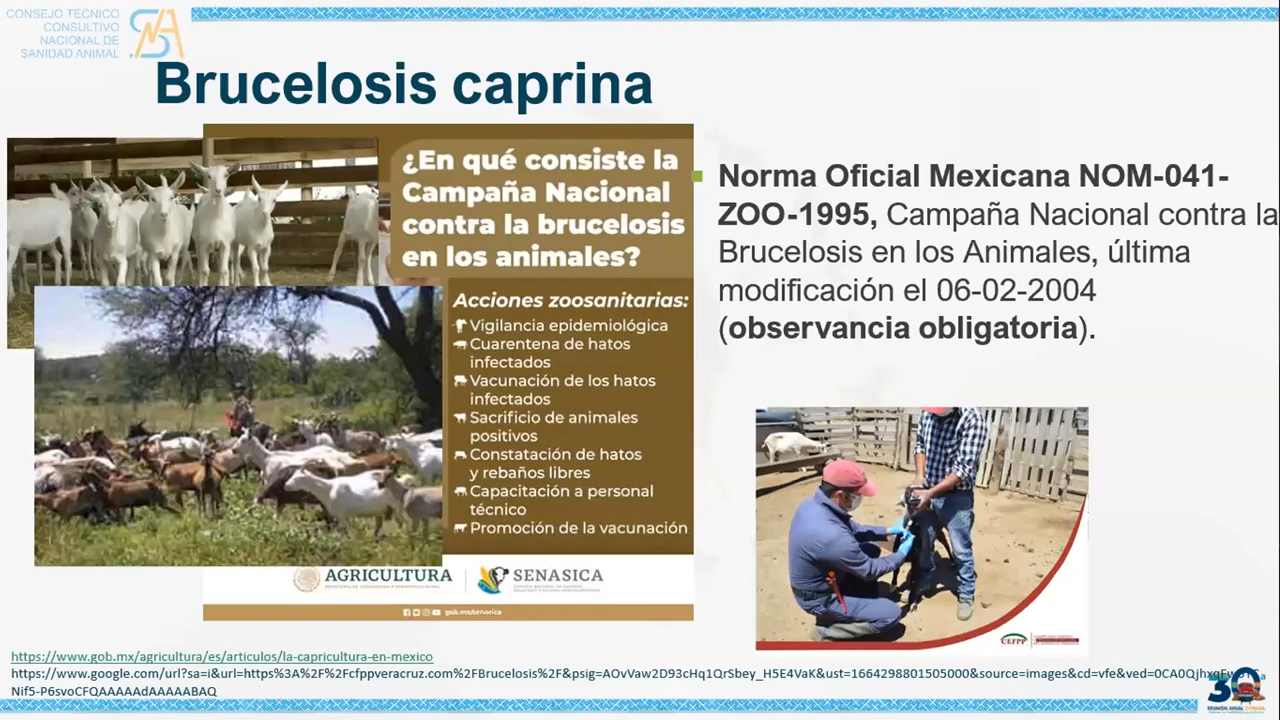 CONSEJO TÉCNICO
CONSULTIVO
NACIONAL DE
SANIDAD ANIMAL
Brucelosis caprina
¿En qué consiste la
Campaña Nacional
contra la brucelosis
en los animales?
Acciones zoosanitarias:
Vigilancia epidemiológica
Cuarentena de hatos
infectados
Vacunación de los hatos
infectados
Sacrificio de animales
positivos
Constatación de hatos
y rebaños libres
Capacitación a personal
técnico
Promoción de la vacunación
AGRICULTURA
SENASICA
gob.mx/senasica
Norma Oficial Mexicana NOM-041-
ZOO-1995, Campaña Nacional contra la
Brucelosis en los Animales, última
modificación el 06-02-2004
(observancia obligatoria).
CEFPP
https://www.gob.mx/agricultura/es/articulos/la-capricultura-en-mexico
https://www.google.com/url?sa=i&url=https%3A%2F%2Fcfppveracruz.com%2FBrucelosis%2F&psig=AOvVaw2D93cHq1QrSbey_H5E4VaK&ust=1664298801505000&source=images&cd=vfe&ved=0CA0QjhxqFw
Nif5-P6svoCFQAAAAAdAAAAABAQ
30
REUNIÓN ANUAL CONASA